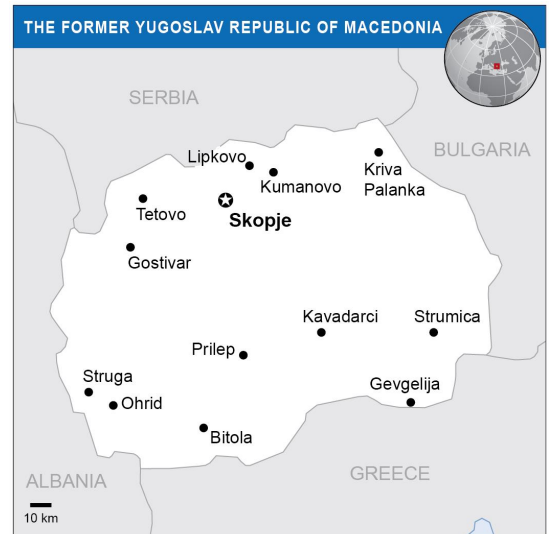 THE FORMER YUGOSLAV REPUBLIC OF MACEDONIA
SERBIA
BULGARIA
Lipkovo
Kumanovo
Kriva
Palanka
Tetovo
Skopje
Gostivar
Kavadarci
Strumica
Prilep
Struga
Ohrid
Gevgelija
Bitola
ALBANIA
GREECE
10 km